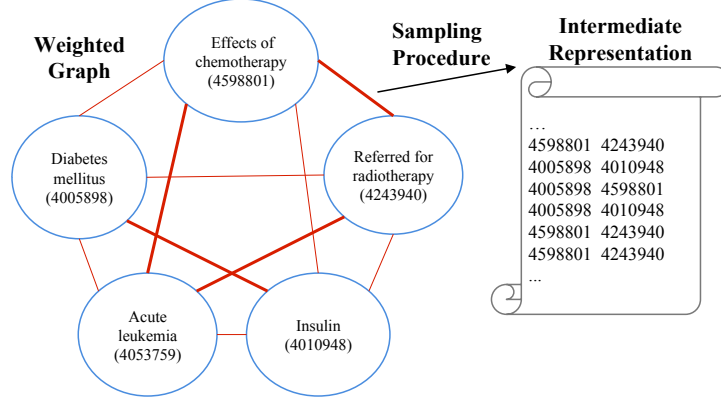 Weighted
Graph
Effects of
chemotherapy
(4598801)
Sampling
Procedure
Intermediate
Representation
Diabetes
mellitus
(4005898)
Referred for
radiotherapy
(4243940)
Acute
leukemia
(4053759)
Insulin
(4010948)
...
4598801 4243940
4005898 4010948
4005898 4598801
4005898 4010948
4598801 4243940
4598801 4243940
...